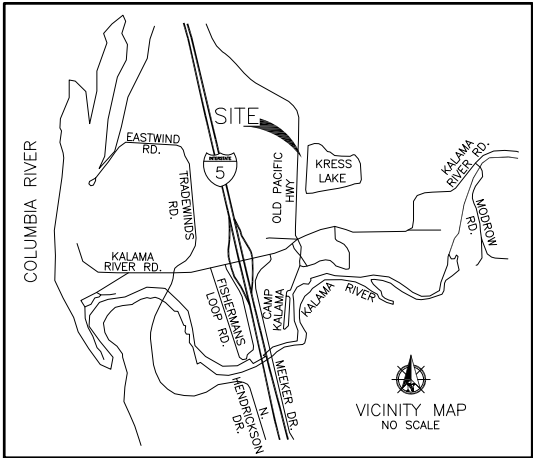 SITE
EASTWIND
RD.
INTERSTATE
5
KRESS
LAKE
KALAMA
RIVER RD.
COLUMBIA RIVER
TRADEWINDS
RD.
OLD PACIFIC
HWY
MODROW
RD.
KALAMA
RIVER RD.
FISHERMANS
LOOP RD.
CAMP
KALAMA
KALAMA
RIVER
MEEKER DR.
N.
HENDRICKSON
DR.
VICINITY MAP
NO SCALE